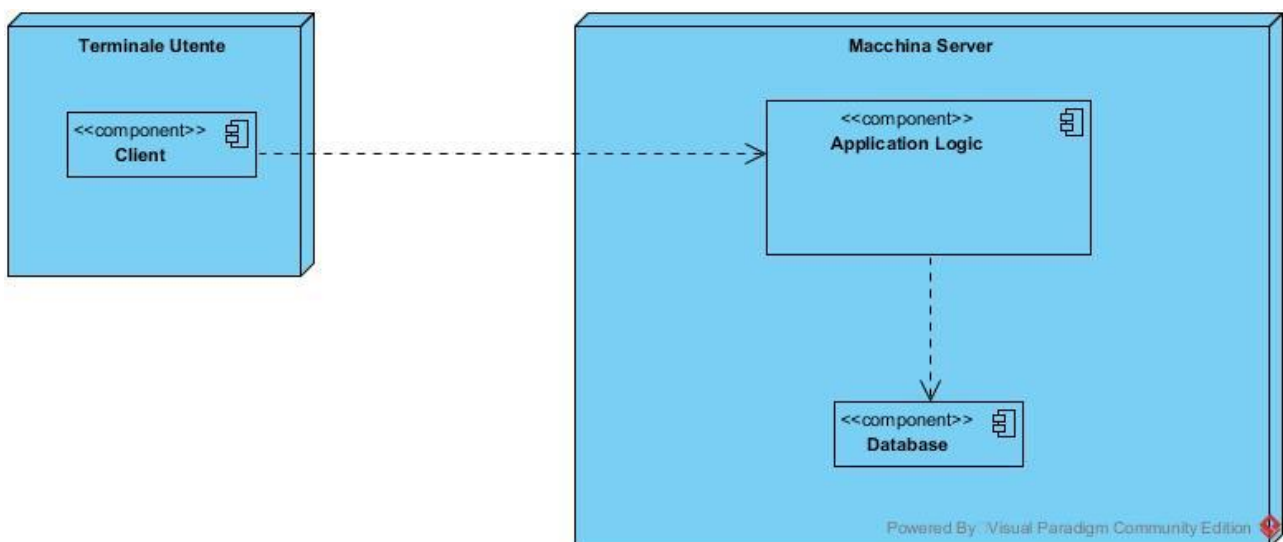 Terminale Utente
<<component>>
Client
Macchina Server
<<component>>
Application Logic
<<component>>
Database
Powered By Visual Paradigm Community Edition